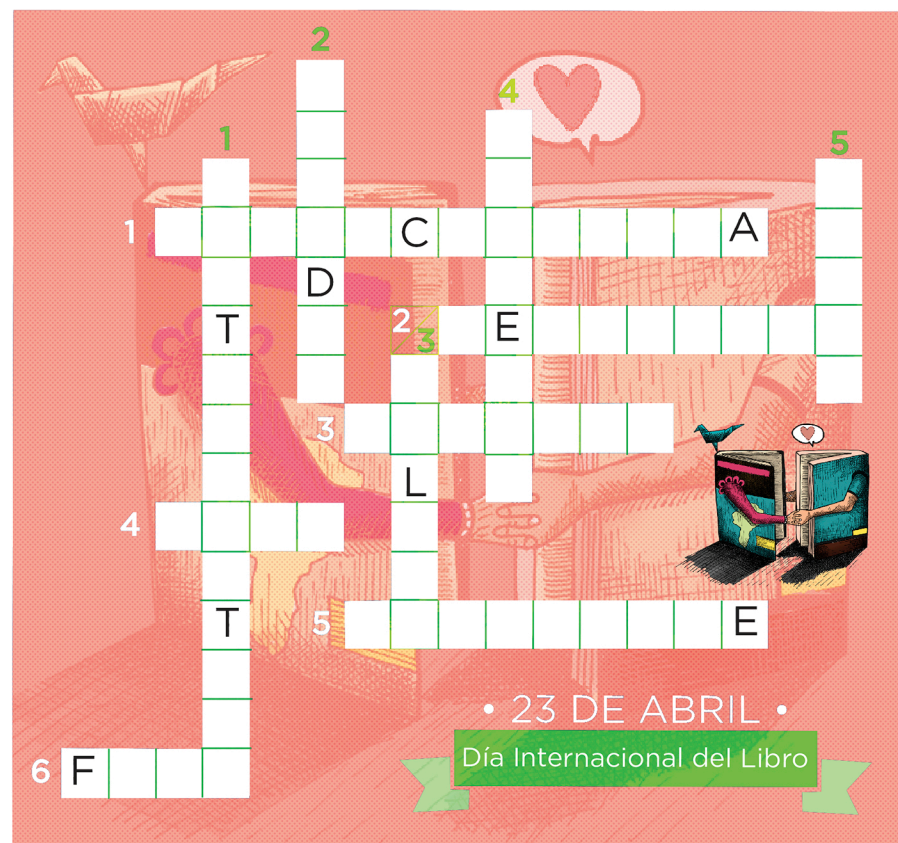 2
4
1
5
1 C A
D
T 2 3 E
3
L
4
T 5 E
• 23 DE ABRIL •
Día Internacional del Libro
6 F